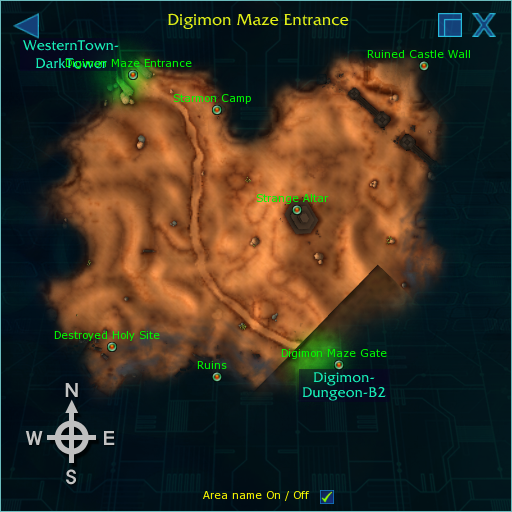 Digimon Maze Entrance
WesternTown-
DarkTower
Digimon Maze Entrance
Ruined Castle Wall
Starmon Camp
Strange Altar
Destroyed Holy Site
Ruins
Digimon Maze Gate
Digimon-
Dungeon-B2
N
W E
S
Area name On / Off